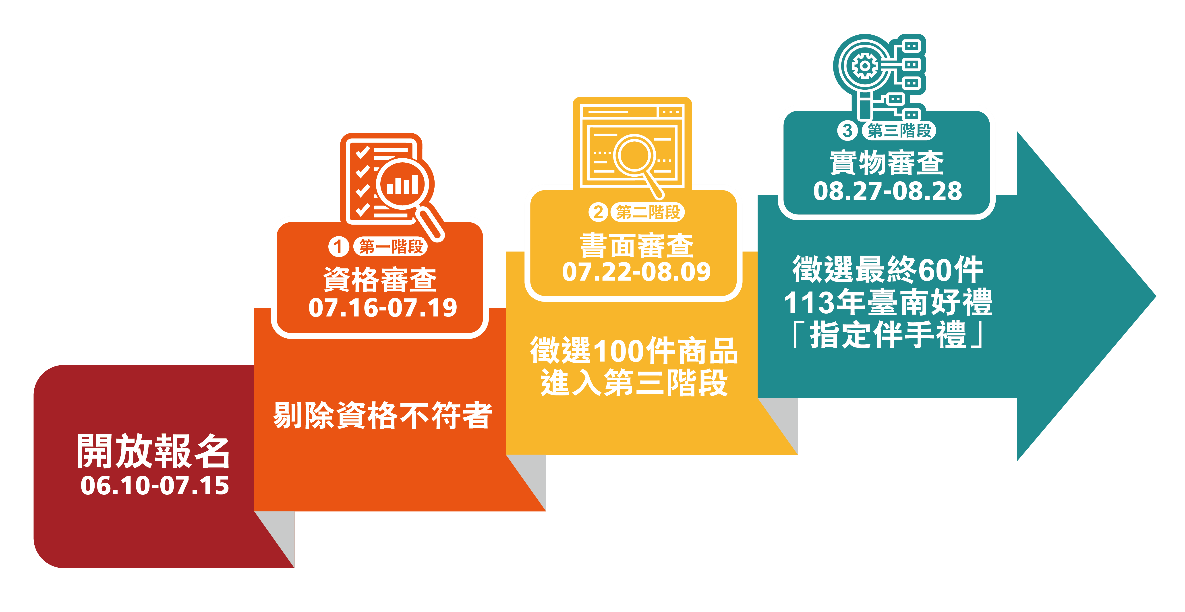 開放報名
06.10-07.15
1 第一階段
資格審查
07.16-07.19
剔除資格不符者
2 第二階段
書面審查
07.22-08.09
徵選100件商品
進入第三階段
3 第三階段
實物審查
08.27-08.28
徵選最終60件
113年臺南好禮
「指定伴手禮」